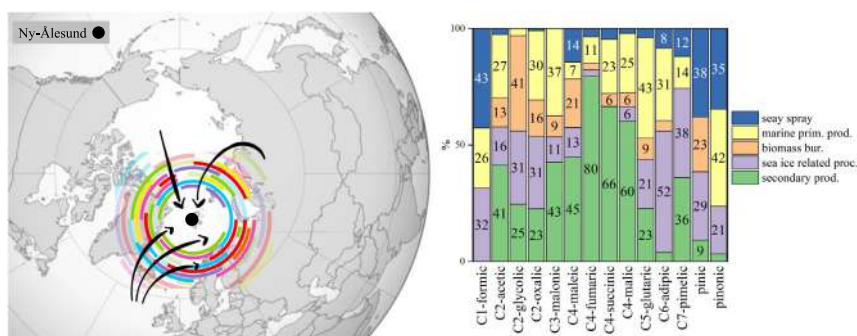 Ny-Ålesund
100
50
0
%
43
26
32
27
13
16
41
41
31
25
30
16
31
23
37
9
11
43
14
7
21
13
45
11
80
23
6
66
25
6
6
60
43
9
21
23
8
31
52
12
14
38
36
38
23
29
9
35
42
21
C1-formic
C2-acetic
C2-glycolic
C2-oxalic
C3-malonic
C4-maleic
C4-fumaric
C4-succinic
C4-malic
C5-glutaric
C6-adipic
C7-pimelic
pinic
pinonic
seay spray
marine prim. prod.
biomass bur.
sea ice related proc.
secondary prod.